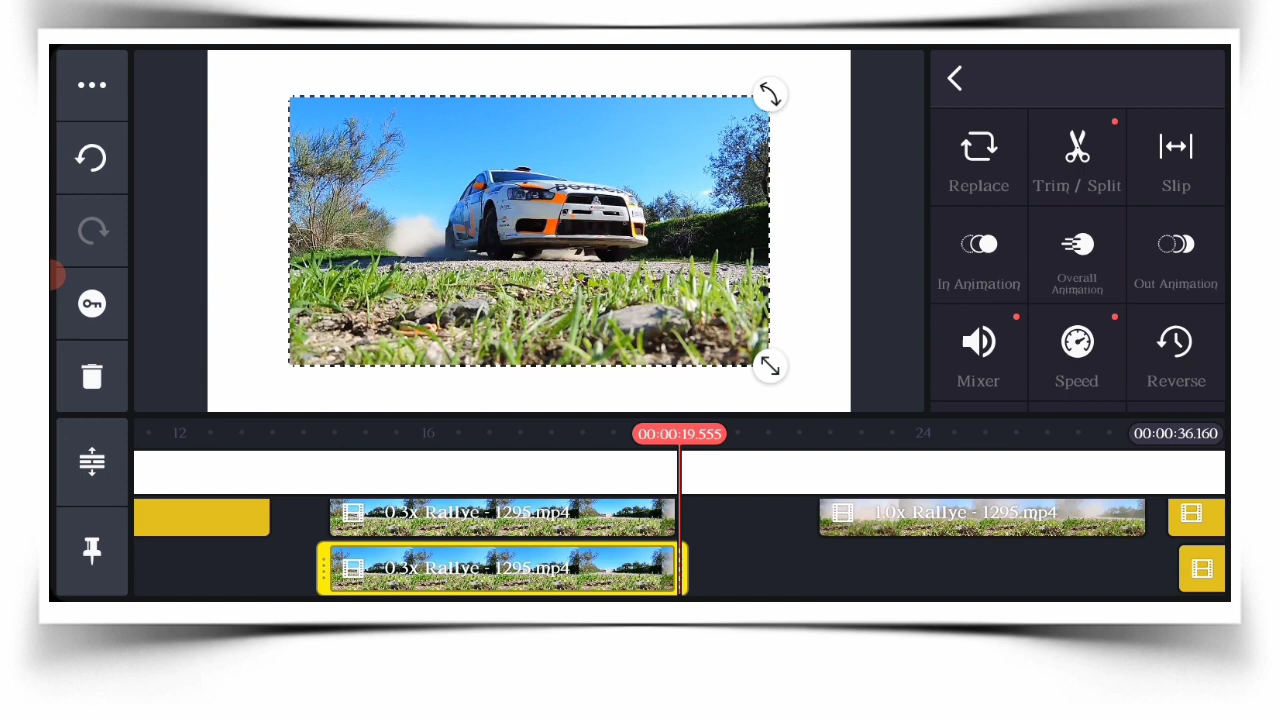 Replace
Trim / Split
Slip
In Animation
Overall
Animation
Out Animation
Mixer
Speed
Reverse
12
16
00:00:19.555
24
00:00:36.160
0.3x Rallye - 1295.mp4
1.0x Rallye - 1295.mp4
0.3x Rallye - 1295.mp4